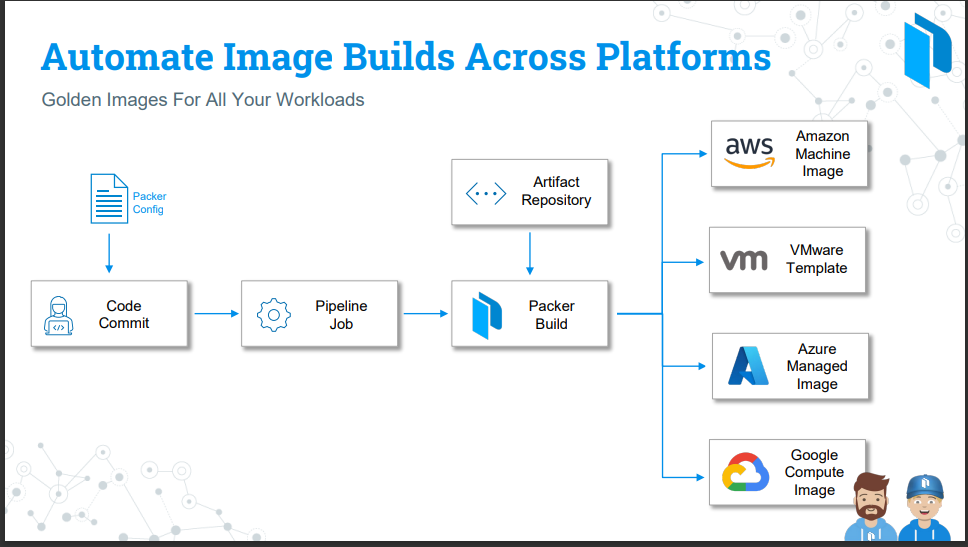 Automate Image Builds Across Platforms
Golden Images For All Your Workloads
Packer
Config
Code
Commit
Pipeline
Job
Artifact
Repository
Packer
Build
aws
Amazon
Machine
Image
vm
VMware
Template
Azure
Managed
Image
Google
Compute
Image